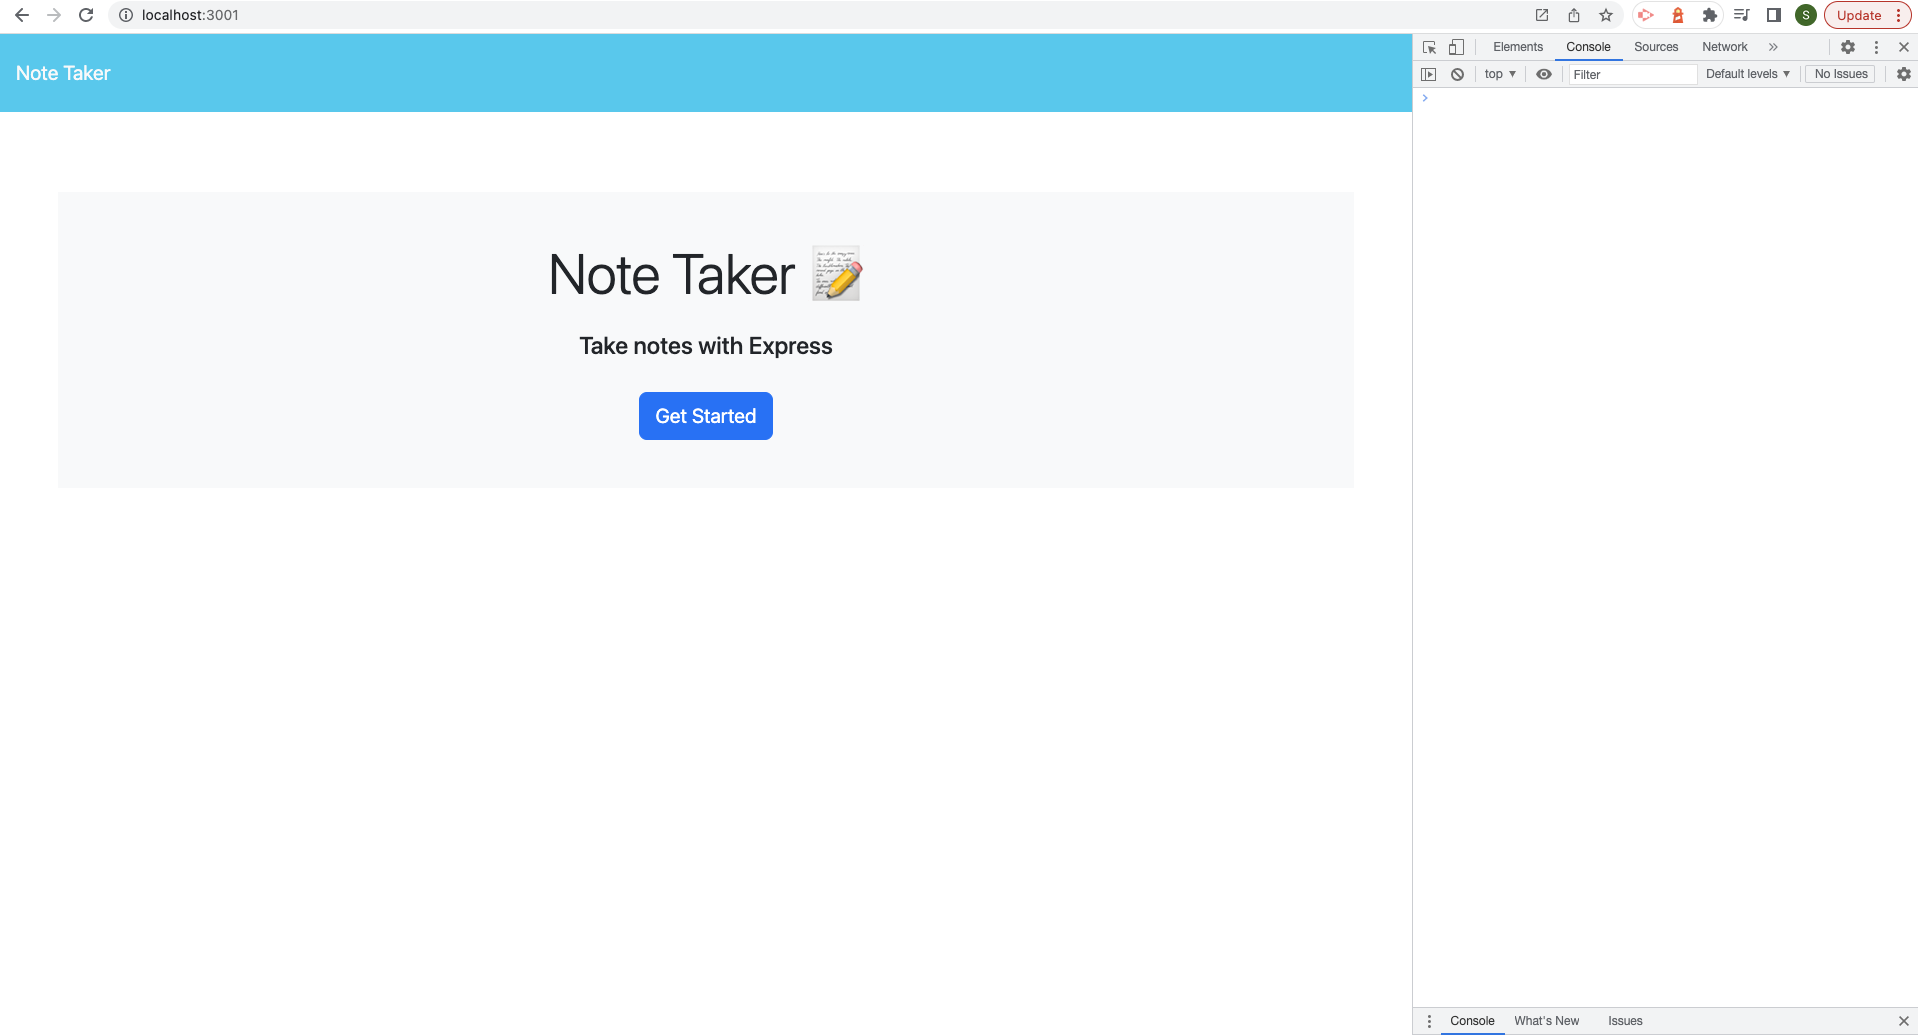 localhost:3001
S
Update
Note Taker
Elements Console Sources Network
top Filter Default levels No Issues
Note Taker
Take notes with Express
Get Started
Console What's New Issues